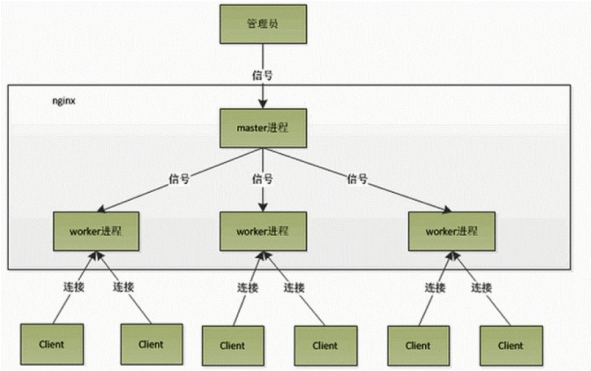 管理员
信号
nginx
master进程
信号
信号
信号
worker进程
worker进程
worker进程
连接
连接
连接
连接
连接
连接
Client
Client
Client
Client
Client
Client